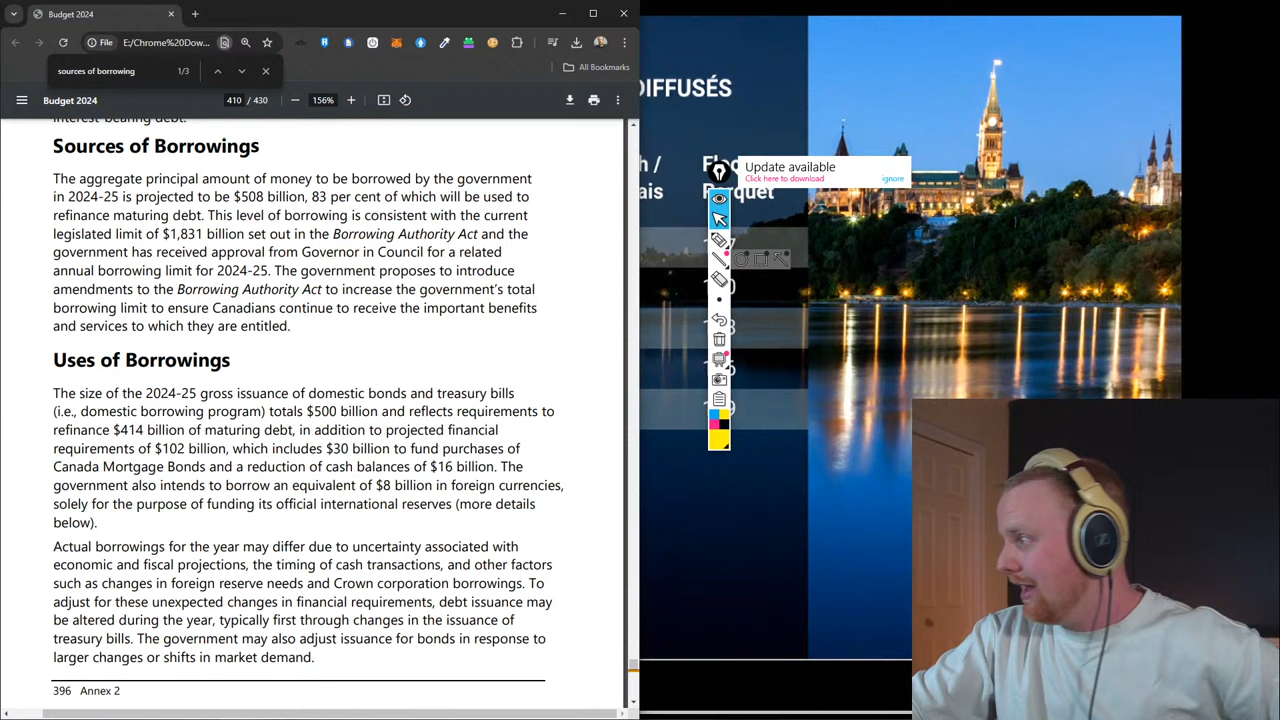 Budget 2024
File
E:/Chrome%20Dow...
All Bookmarks
sources of borrowing
1/3
Budget 2024
410 / 430
156%
interest-bearing debt.
Sources of Borrowings
The aggregate principal amount of money to be borrowed by the government
in 2024-25 is projected to be $508 billion, 83 per cent of which will be used to
refinance maturing debt. This level of borrowing is consistent with the current
legislated limit of $1,831 billion set out in the Borrowing Authority Act and the
government has received approval from Governor in Council for a related
annual borrowing limit for 2024-25. The government proposes to introduce
amendments to the Borrowing Authority Act to increase the government's total
borrowing limit to ensure Canadians continue to receive the important benefits
and services to which they are entitled.
Uses of Borrowings
The size of the 2024-25 gross issuance of domestic bonds and treasury bills
(i.e., domestic borrowing program) totals $500 billion and reflects requirements to
refinance $414 billion of maturing debt, in addition to projected financial
requirements of $102 billion, which includes $30 billion to fund purchases of
Canada Mortgage Bonds and a reduction of cash balances of $16 billion. The
government also intends to borrow an equivalent of $8 billion in foreign currencies,
solely for the purpose of funding its official international reserves (more details
below).
Actual borrowings for the year may differ due to uncertainty associated with
economic and fiscal projections, the timing of cash transactions, and other factors
such as changes in foreign reserve needs and Crown corporation borrowings. To
adjust for these unexpected changes in financial requirements, debt issuance may
be altered during the year, typically first through changes in the issuance of
treasury bills. The government may also adjust issuance for bonds in response to
larger changes or shifts in market demand.
396 Annex 2
DIFFUSÉS
Update available
Click here to download
ignore